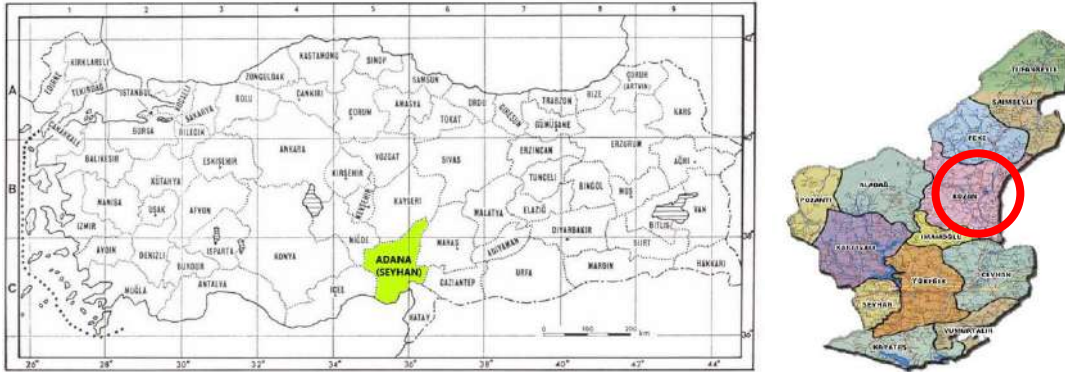 1 2 3 4 5 6 7 8 9
A
B
C
KIRKLARELİ
EDİRNE
TEKİRDAĞ
İSTANBUL
KOCAELİ
SAKARYA
ZONGULDAK
BOLU
KASTAMONU
SİNOP
ÇANKIRI
SAMSUN
ÇORUM
AMASYA
TOKAT
ORDU
GİRESUN
TRABZON
GÜMÜŞANE
RİZE
ÇORUH
(ARTVİN)
KARS
ÇANAKKALE
BURSA
BİLECİK
BALIKESİR
ESKİŞEHİR
ANKARA
YOZGAT
SIVAS
ERZİNCAN
ERZURUM
AĞRI
KÜTAHYA
KIRŞEHİR
NEVŞEHİR
KAYSERİ
TUNCELİ
BİNGÖL
MUŞ
VAN
BİTLİS
MANİSA
UŞAK
AFYON
MALATYA
ELAZIĞ
İZMİR
AYDIN
DENİZLİ
ISPARTA
BURDUR
KONYA
NİĞDE
MARAŞ
ADIYAMAN
DİYARBAKIR
SİİRT
HAKKARİ
MUĞLA
ANTALYA
İÇEL
ADANA
(SEYHAN)
GAZİANTEP
URFA
MARDİN
HATAY
0 100 200 km
26° 28° 30° 32° 34° 36° 38° 40° 42° 44°
40°
38°
36°
TUFANBEYLİ
SAİMBEYLİ
FEKE
KOZAN
ALADAĞ
POZANTI
İMAMOĞLU
KARAİSALI
CEYHAN
YÜREĞİR
SEYHAN
YUMURTALIK
KARATAŞ